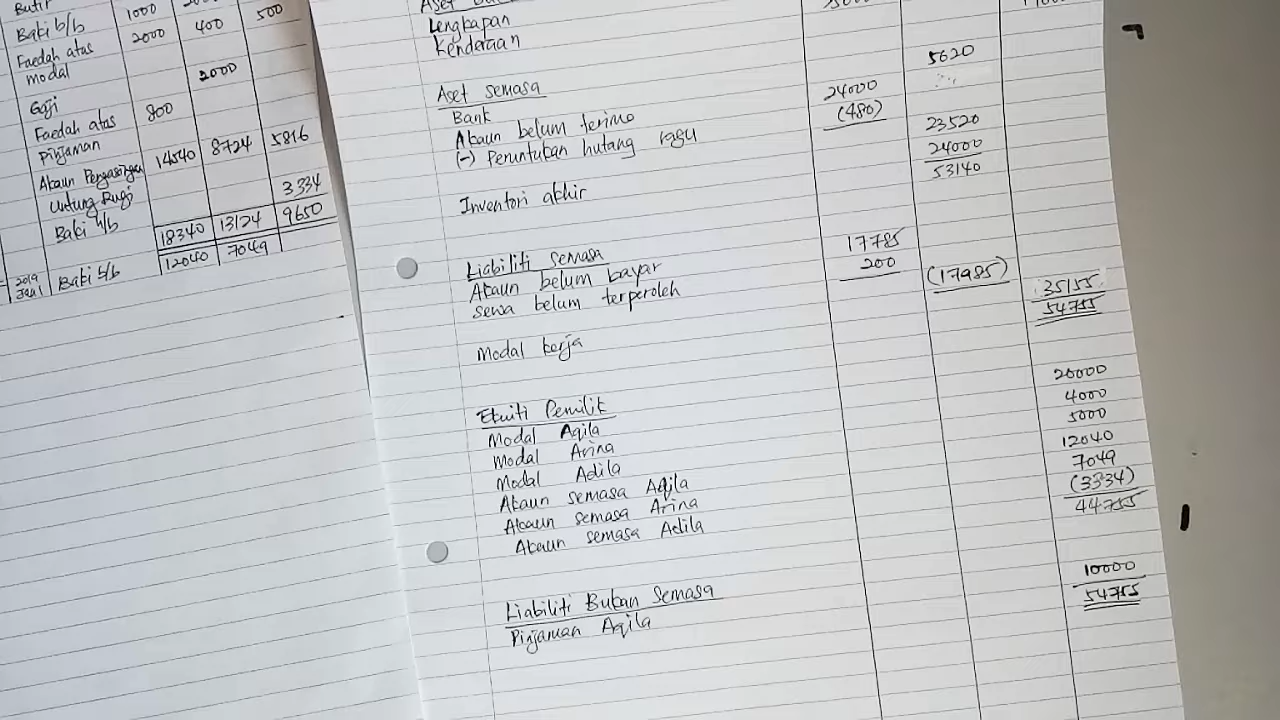 Butir
Baki b/b 1000
Faedah atas 2000 400 500
modal
Gaji 2000
Faedah atas 800
Pinjaman
Akaun Pengasingan 14540 8724 5816
Untung Rugi
Baki h/b 3334
18340 13124 9650
2019
Jan 1 Baki b/b 12040 7049
Lengkapan
Kenderaan
Aset semasa
Bank 5620
Akaun belum terima 24000
(-) Peruntukan hutang ragu (480) 23520
Inventori akhir 24000
53140
Liabiliti semasa
Akaun belum bayar 17785
sewa belum terperoleh 200 (17985)
Modal kerja 35155
54755
Ekuiti Pemilik
Modal Aqila 20000
Modal Arina 4000
Modal Adila 5000
Akaun semasa Aqila 12040
Akaun semasa Arina 7049
Akaun semasa Adila (3334)
44755
Liabiliti Bukan Semasa
Pinjaman Aqila 10000
54755